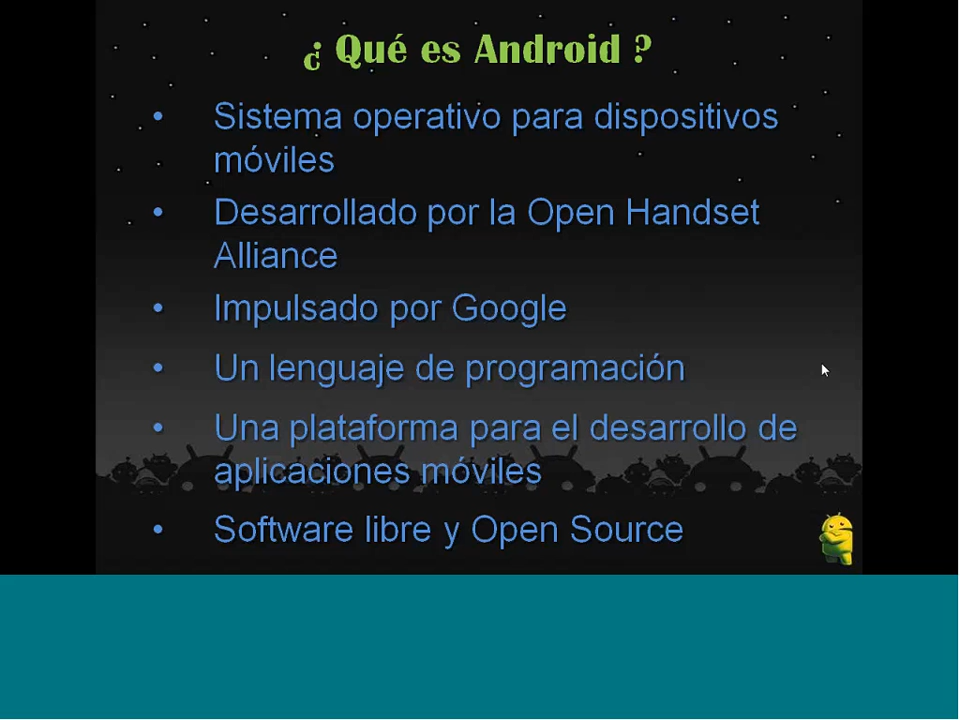 ¿ Qué es Android ?
• Sistema operativo para dispositivos
móviles
• Desarrollado por la Open Handset
Alliance
• Impulsado por Google
• Un lenguaje de programación
• Una plataforma para el desarrollo de
aplicaciones móviles
• Software libre y Open Source